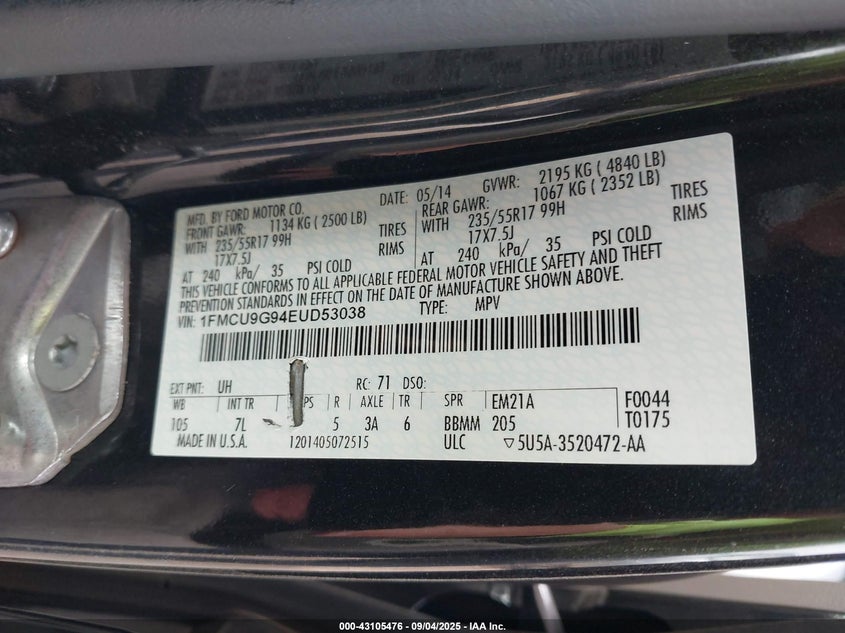 MFD. BY FORD MOTOR CO. DATE: 05/14 GVWR: 2195 KG ( 4840 LB)
FRONT GAWR: 1134 KG ( 2500 LB) REAR GAWR: 1067 KG ( 2352 LB)
WITH 235/55R17 99H TIRES WITH 235/55R17 99H TIRES
17X7.5J RIMS 17X7.5J RIMS
AT 240 kPa/ 35 PSI COLD AT 240 kPa/ 35 PSI COLD
THIS VEHICLE CONFORMS TO ALL APPLICABLE FEDERAL MOTOR VEHICLE SAFETY AND THEFT
PREVENTION STANDARDS IN EFFECT ON THE DATE OF MANUFACTURE SHOWN ABOVE.
VIN: 1FMCU9G94EUD53038 TYPE: MPV
EXT PNT: UH RC: 71 DSO:
WB INT TR PS R AXLE TR SPR EM21A F0044
105 7L 5 3A 6 BBMM 205 T0175
MADE IN U.S.A. 1201405072515 ULC ▽5U5A-3520472-AA
000-43105476 - 09/04/2025 - IAA Inc.